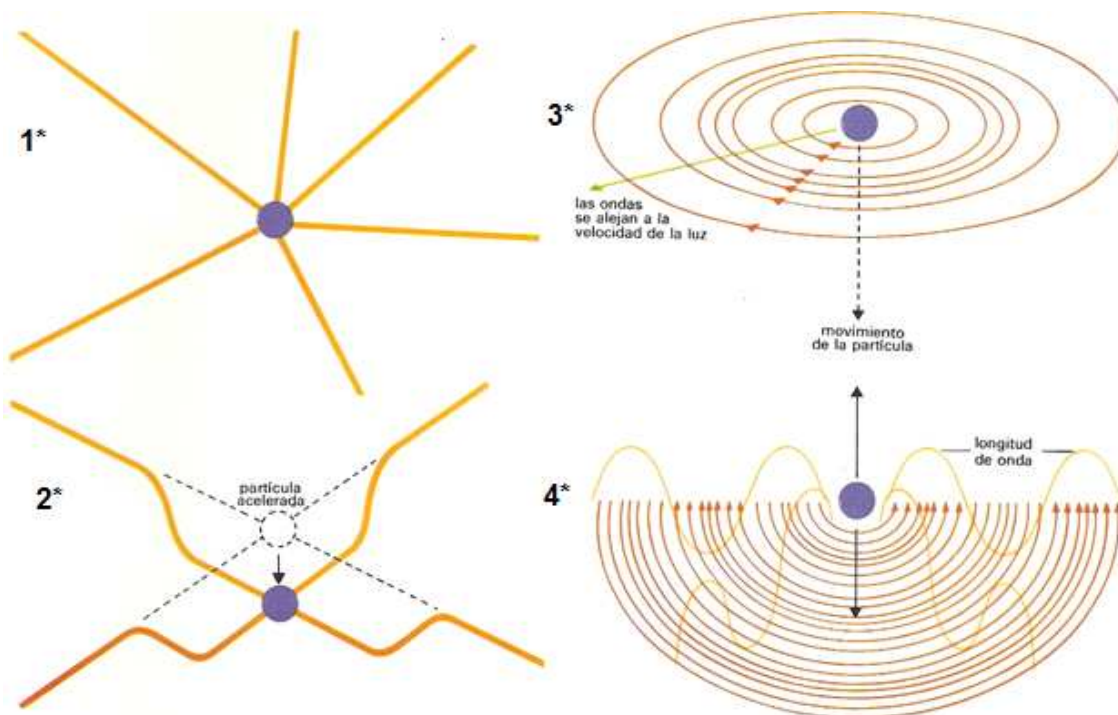 1*
2*
partícula
acelerada
3*
las ondas
se alejan a la
velocidad de la luz
movimiento
de la partícula
4*
longitud
de onda